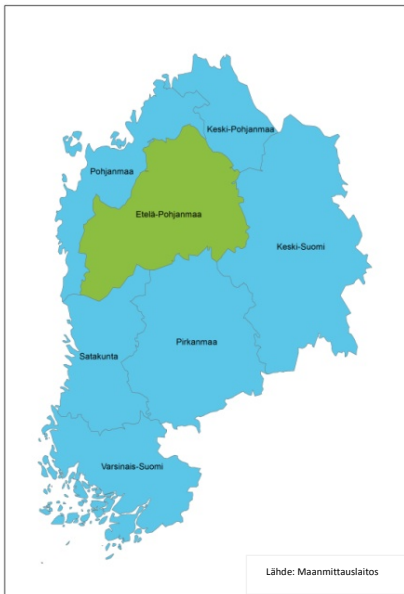 Keski-Pohjanmaa
Pohjanmaa
Etelä-Pohjanmaa
Keski-Suomi
Pirkanmaa
Satakunta
Varsinais-Suomi
Lähde: Maanmittauslaitos